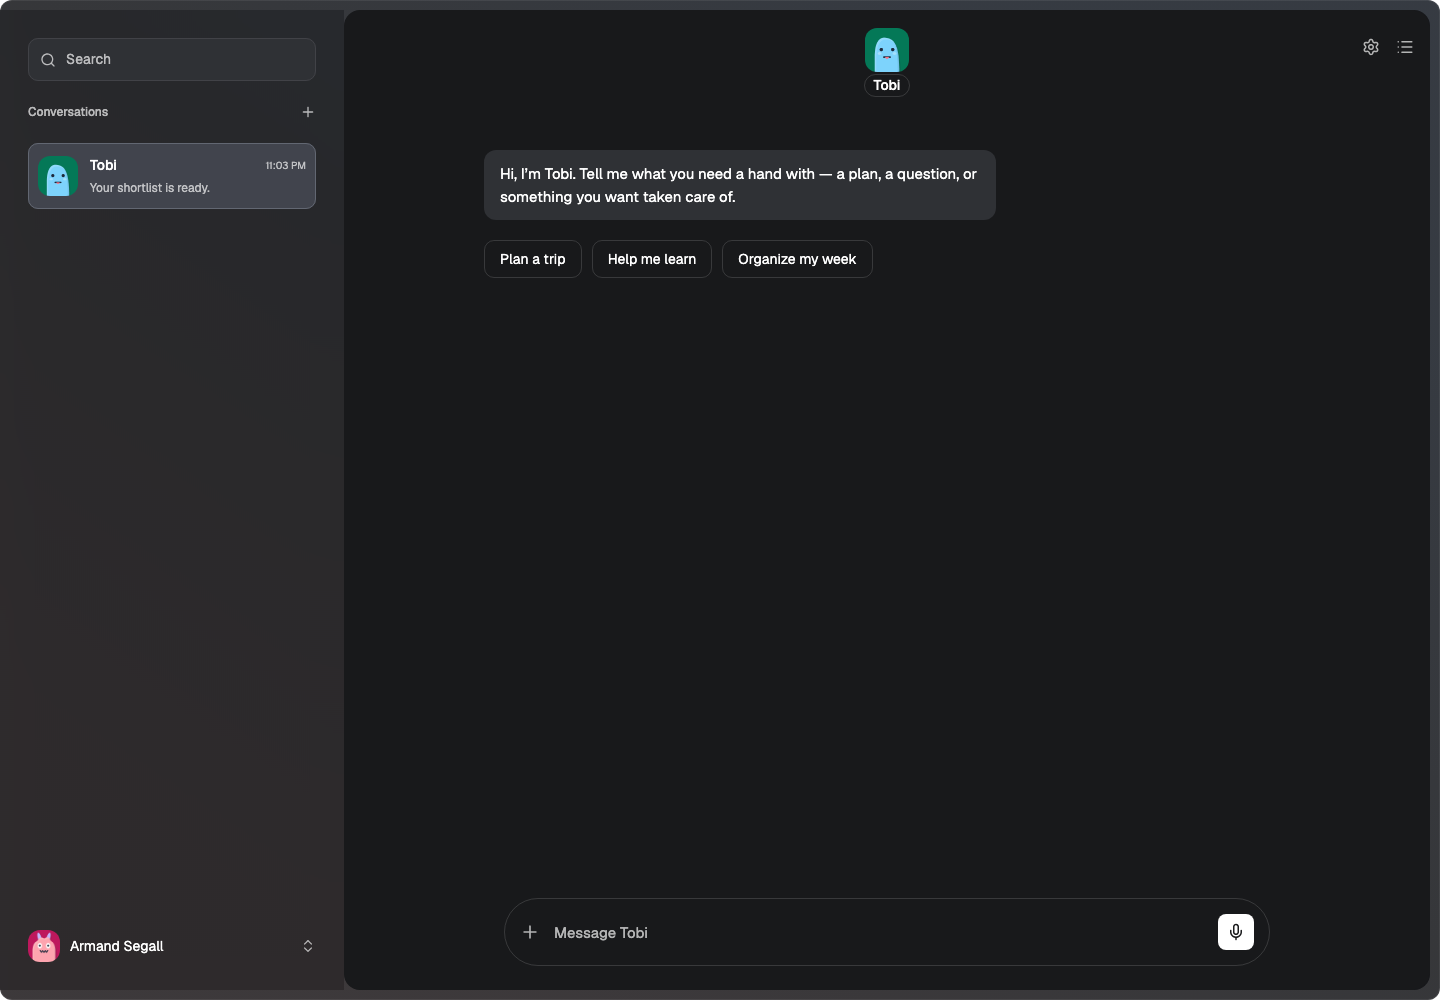 Search
Conversations
Tobi
11:03 PM
Your shortlist is ready.
Armand Segall
Tobi
Hi, I’m Tobi. Tell me what you need a hand with — a plan, a question, or
something you want taken care of.
Plan a trip
Help me learn
Organize my week
Message Tobi